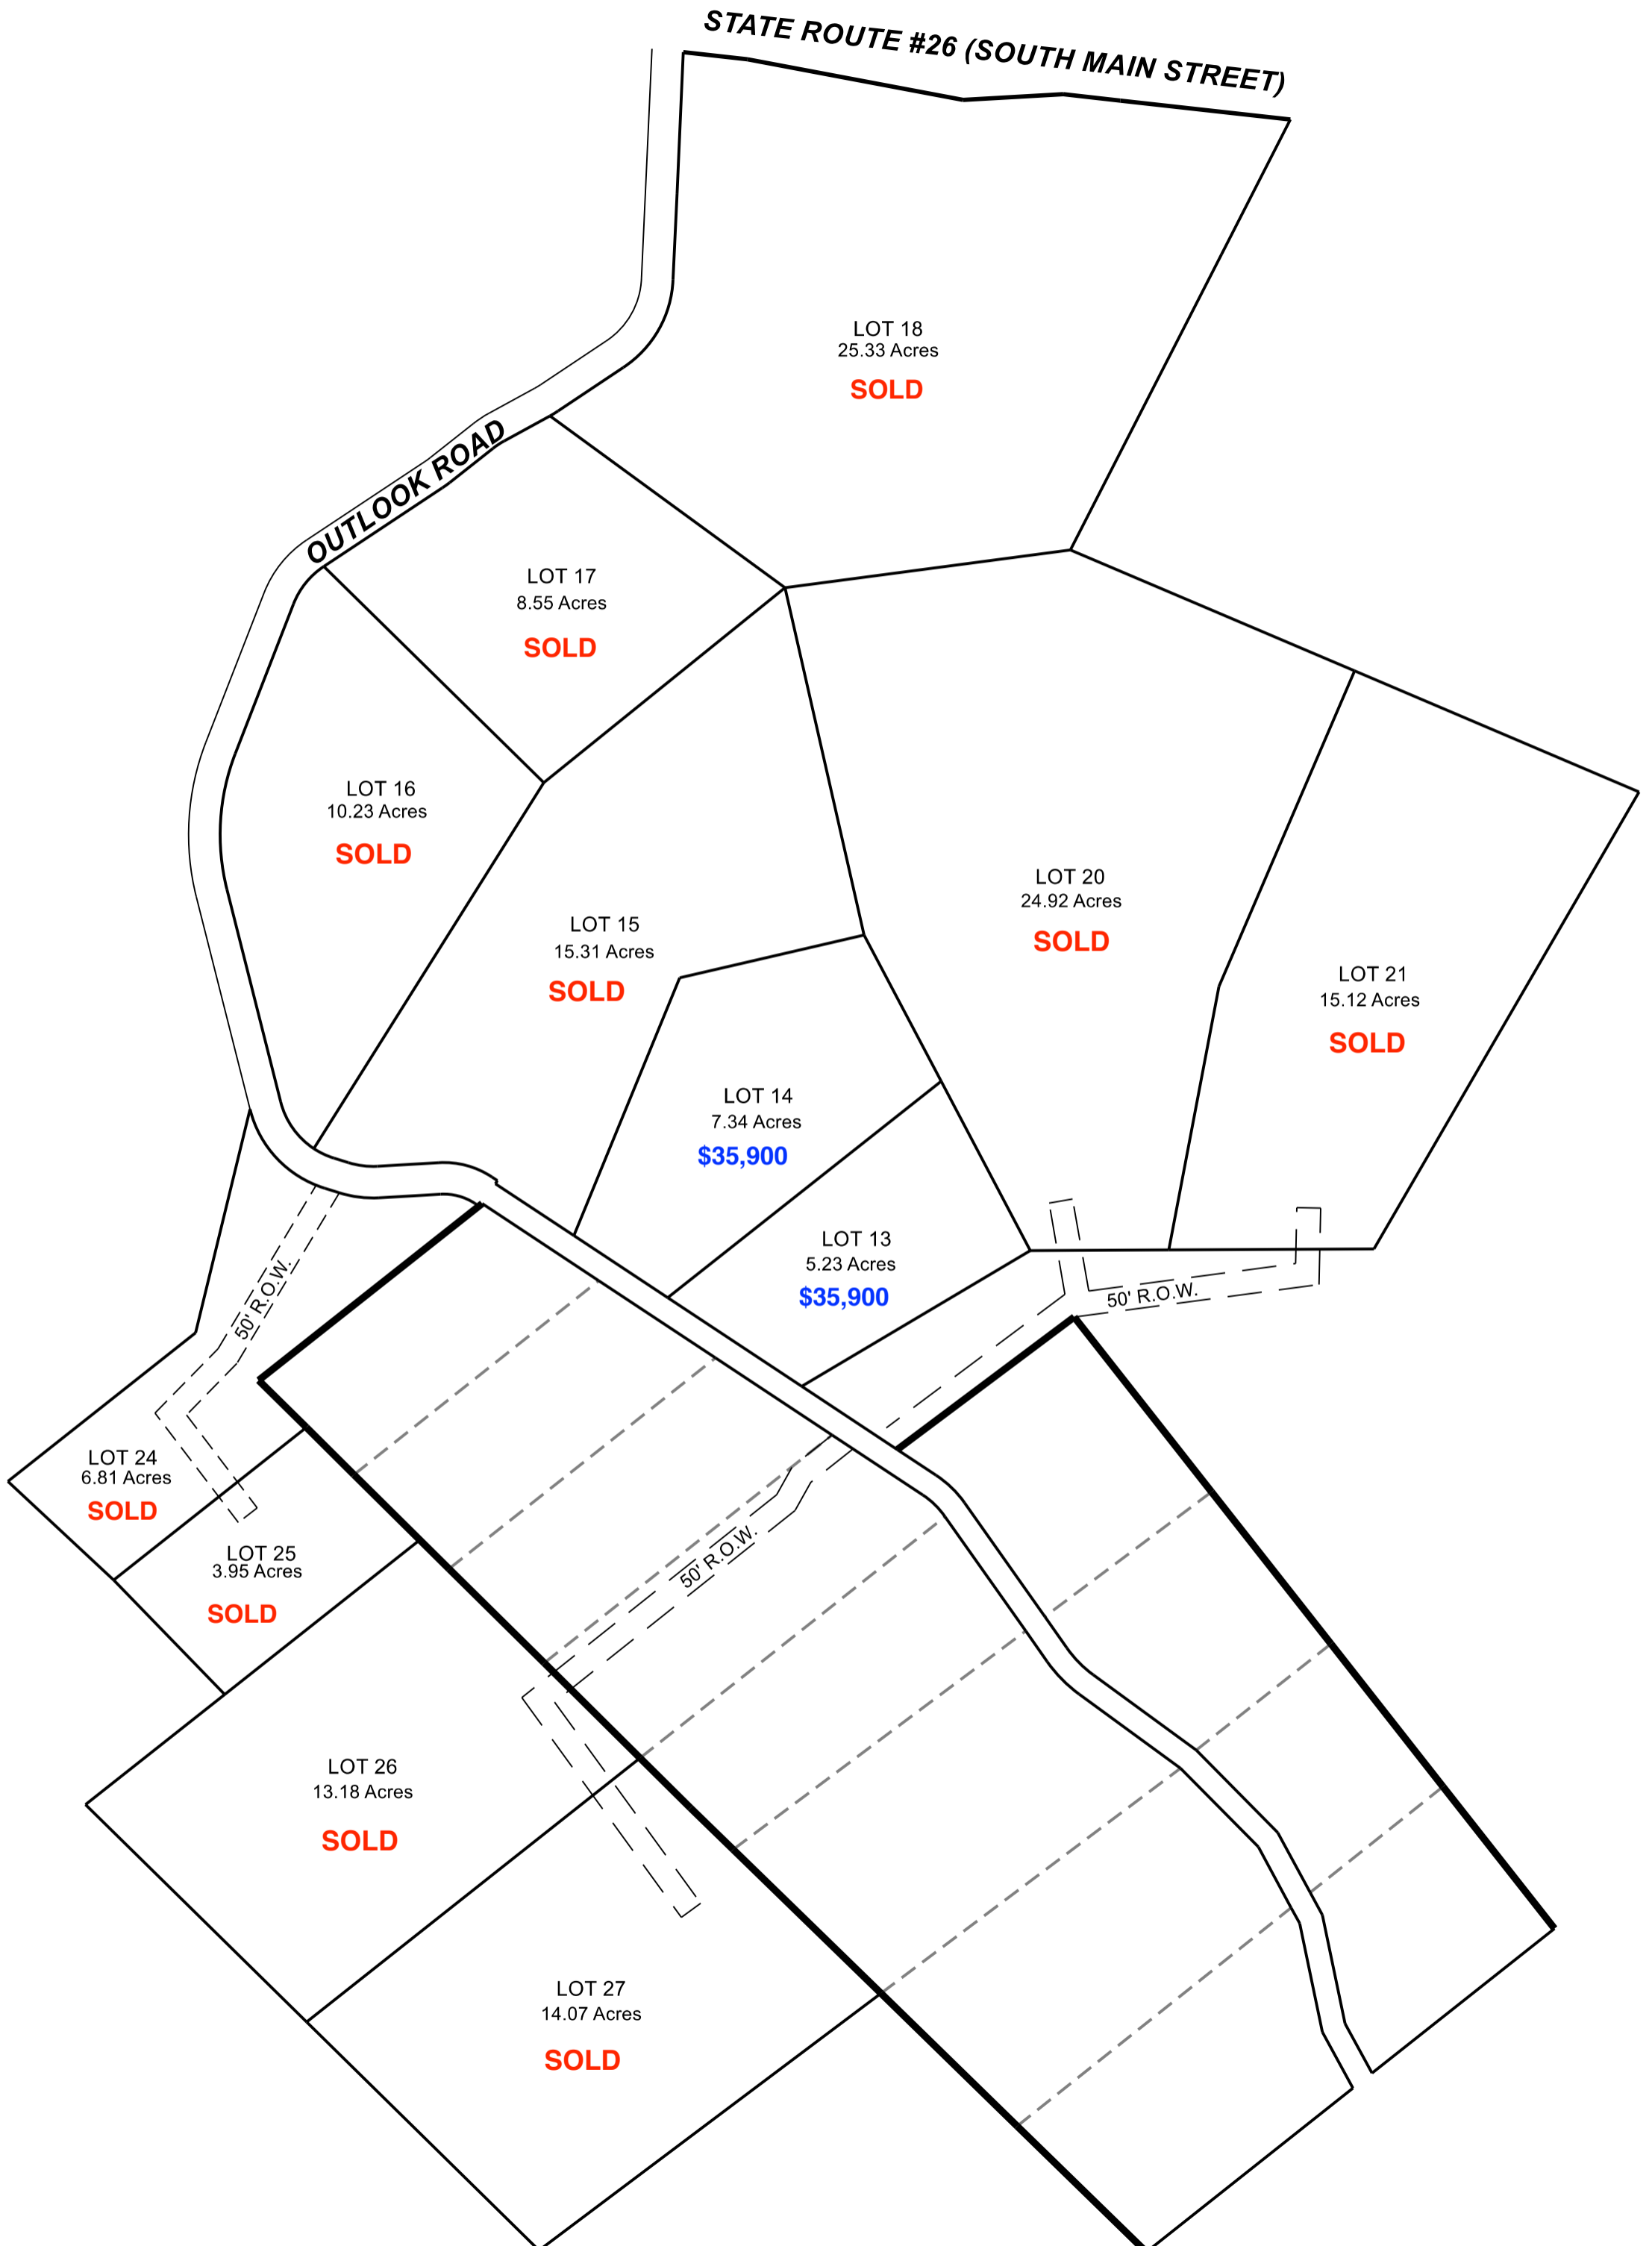 STATE ROUTE #26 (SOUTH MAIN STREET)
LOT 18
25.33 Acres
SOLD
OUTLOOK ROAD
LOT 17
8.55 Acres
SOLD
LOT 16
10.23 Acres
SOLD
LOT 20
24.92 Acres
SOLD
LOT 15
15.31 Acres
SOLD
LOT 21
15.12 Acres
SOLD
LOT 14
7.34 Acres
$35,900
LOT 13
5.23 Acres
$35,900
50' R.O.W.
50' R.O.W.
LOT 24
6.81 Acres
SOLD
LOT 25
3.95 Acres
SOLD
50' R.O.W.
LOT 26
13.18 Acres
SOLD
LOT 27
14.07 Acres
SOLD